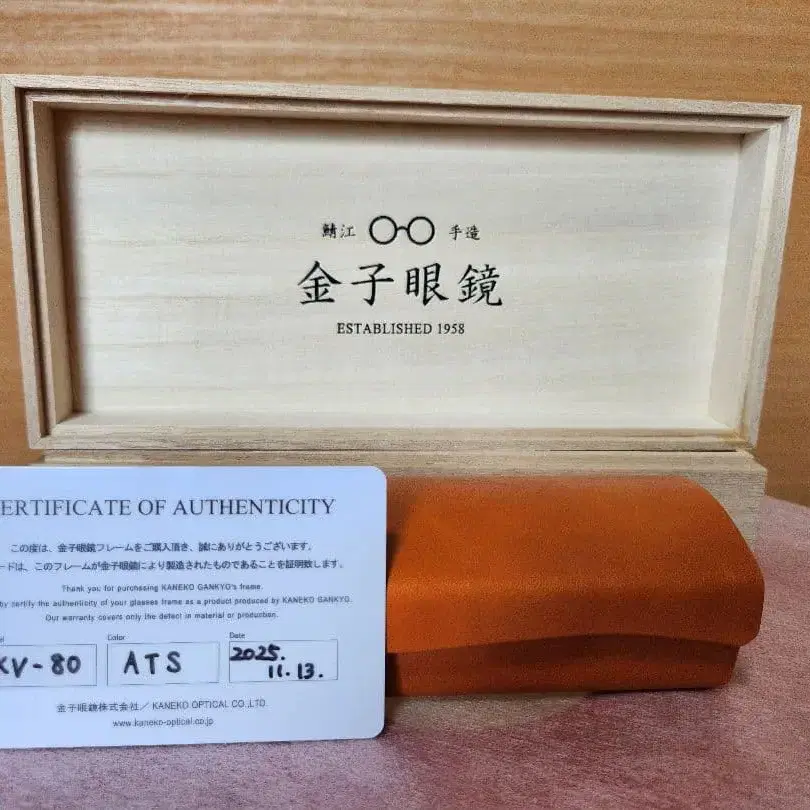 鯖江 手造
金子眼鏡
ESTABLISHED 1958
ERTIFICATE OF AUTHENTICITY
この度は、金子眼鏡フレームをご購入頂き、誠にありがとうございます。
ードは、このフレームが金子眼鏡により製造されたものであることを証明致します。
Thank you for purchasing KANEKO GANKYO's frame.
by certify the authenticity of your glasses frame as a product produced by KANEKO GANKYO.
Our warranty covers only the defect in material or production.
el Color Date
KV-80 ATS 2025. 11.13.
金子眼鏡株式会社／KANEKO OPTICAL CO.,LTD.
www.kaneko-optical.co.jp